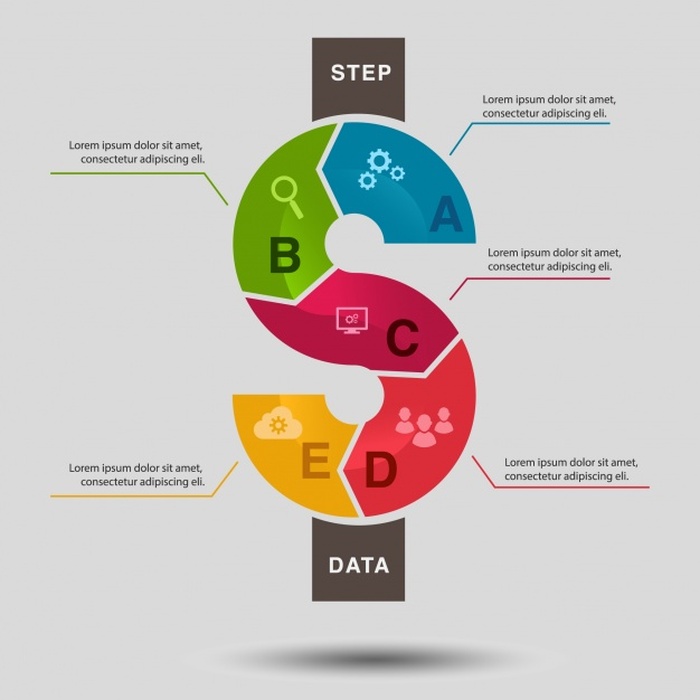 STEP
Lorem ipsum dolor sit amet,
consectetur adipiscing eli.
A
Lorem ipsum dolor sit amet,
consectetur adipiscing eli.
B
Lorem ipsum dolor sit amet,
consectetur adipiscing eli.
C
Lorem ipsum dolor sit amet,
consectetur adipiscing eli.
D
Lorem ipsum dolor sit amet,
consectetur adipiscing eli.
E
DATA